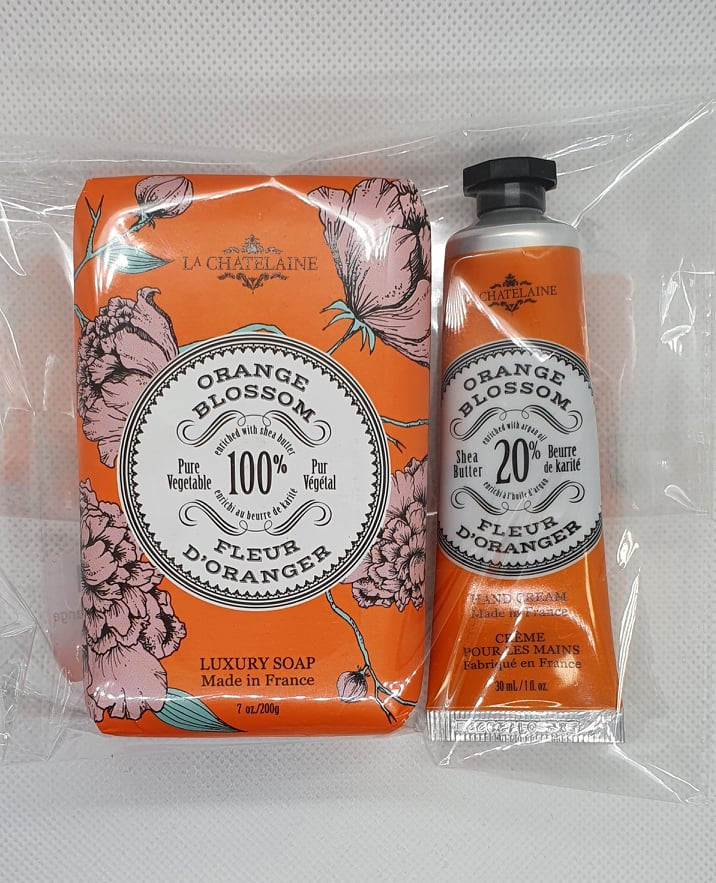 LA CHATELAINE
ORANGE
BLOSSOM
enriched with shea butter
Pure
Vegetable
100%
Pur
Végétal
enrichi au beurre de karité
FLEUR
D'ORANGER
LUXURY SOAP
Made in France
7 oz./200g
CHATELAINE
ORANGE
BLOSSOM
enriched with argan oil
Shea
Butter
20%
Beurre
de karité
enrichi à l'huile d'argan
FLEUR
D'ORANGER
HAND CREAM
Made in France
CRÈME
POUR LES MAINS
Fabriqué en France
30 mL/1 fl. oz.